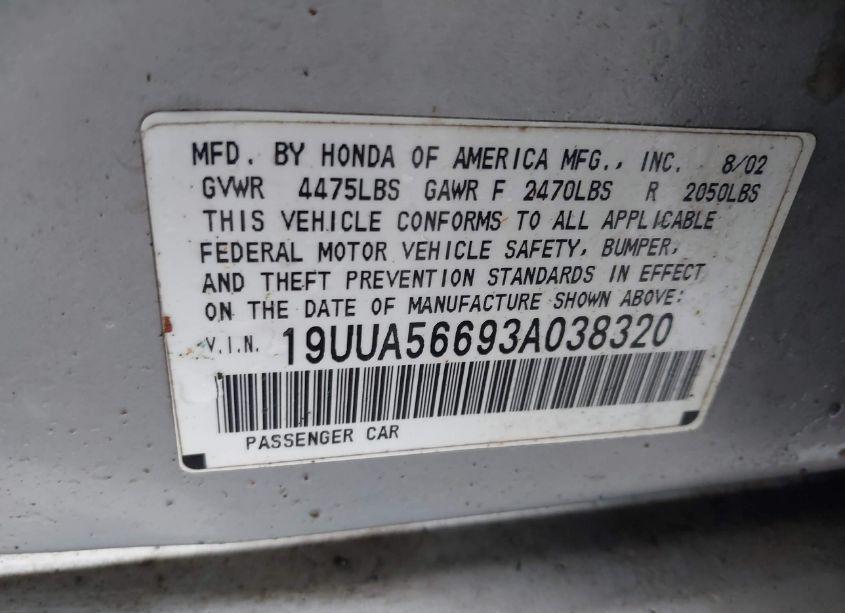 MFD. BY HONDA OF AMERICA MFG., INC. 8/02
GVWR 4475LBS GAWR F 2470LBS R 2050LBS
THIS VEHICLE CONFORMS TO ALL APPLICABLE
FEDERAL MOTOR VEHICLE SAFETY, BUMPER,
AND THEFT PREVENTION STANDARDS IN EFFECT
ON THE DATE OF MANUFACTURE SHOWN ABOVE:
V.I.N. 19UUA56693A038320
PASSENGER CAR